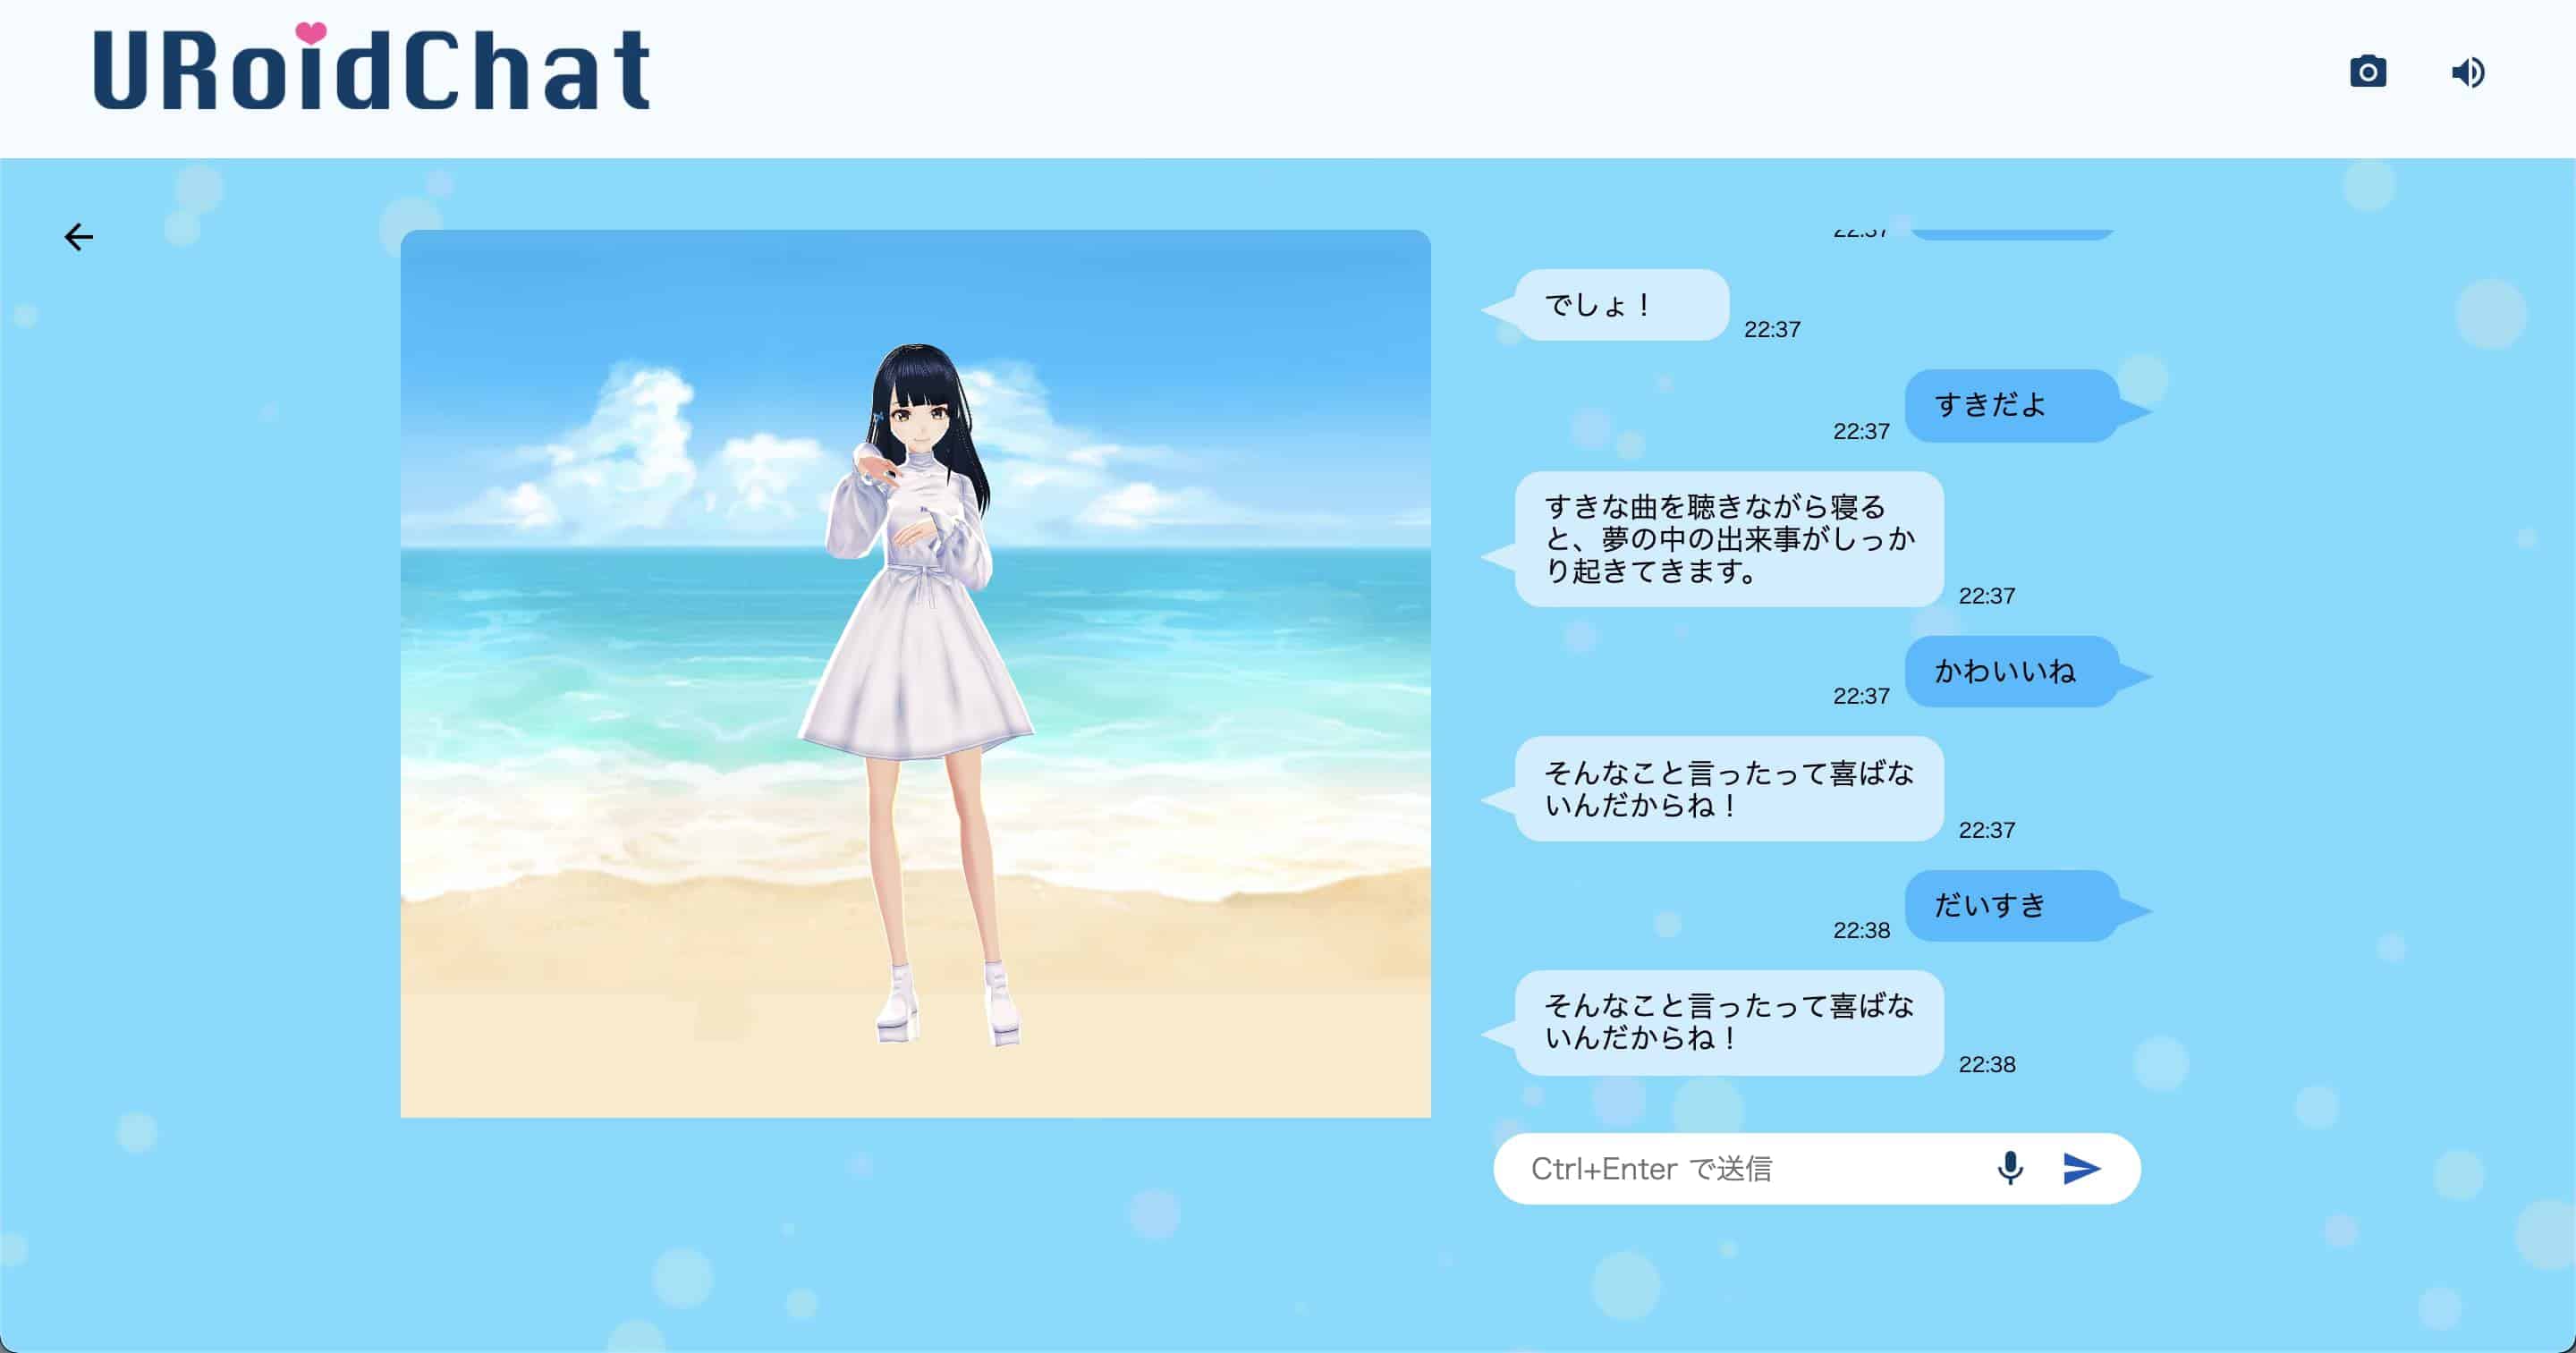 URoidChat
22:37
でしょ！
22:37
すきだよ
22:37
すきな曲を聴きながら寝る
と、夢の中の出来事がしっか
り起きてきます。
22:37
かわいいね
22:37
そんなこと言ったって喜ばな
いんだからね！
22:37
だいすき
22:38
そんなこと言ったって喜ばな
いんだからね！
22:38
Ctrl+Enter で送信